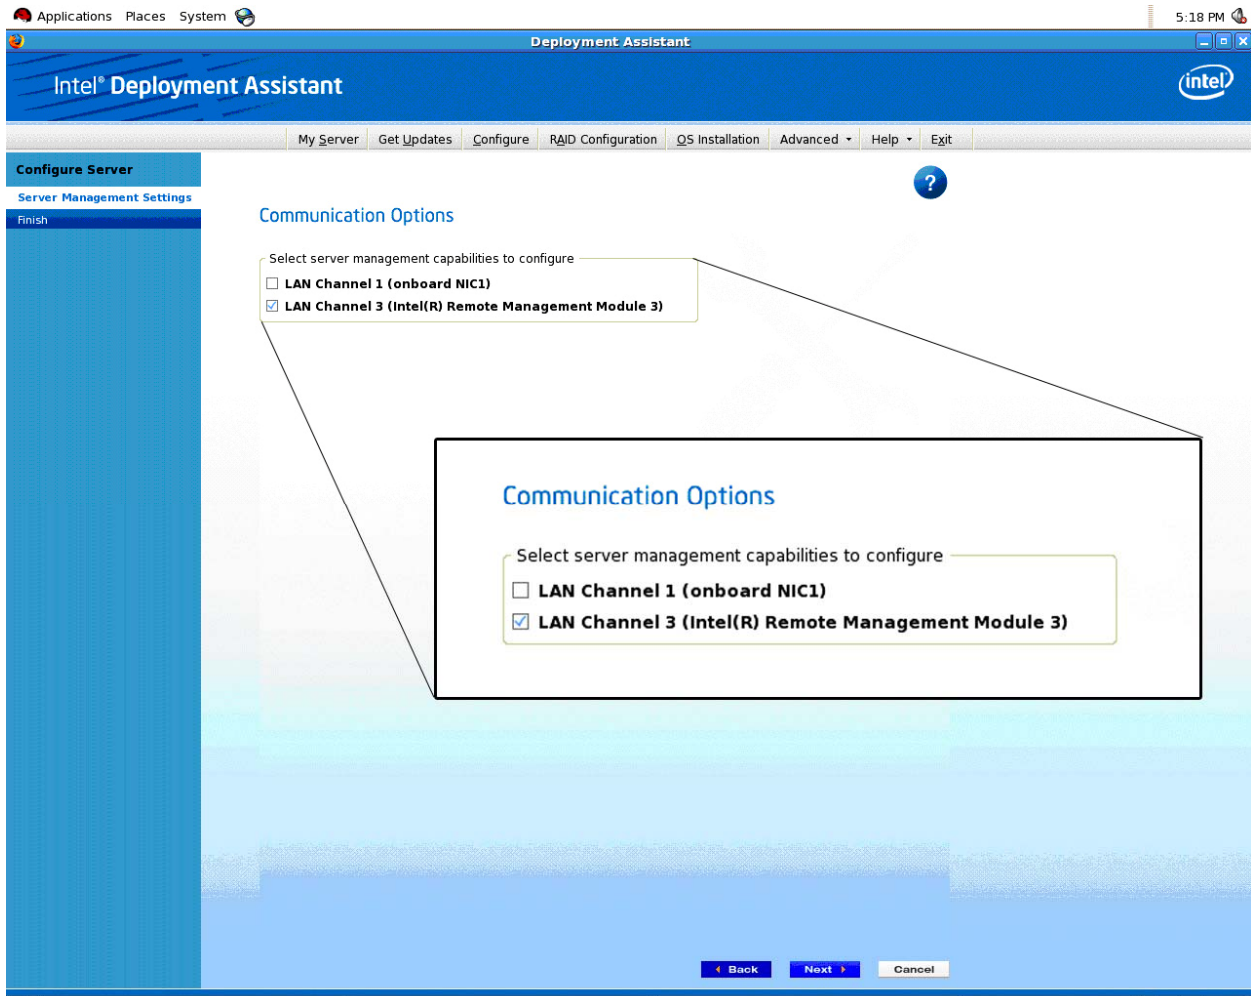 Applications Places System 5:18 PM
Deployment Assistant
Intel® Deployment Assistant
intel
My Server Get Updates Configure RAID Configuration OS Installation Advanced Help Exit
Configure Server
Server Management Settings
Finish
?
Communication Options
Select server management capabilities to configure
LAN Channel 1 (onboard NIC1)
LAN Channel 3 (Intel(R) Remote Management Module 3)
Communication Options
Select server management capabilities to configure
LAN Channel 1 (onboard NIC1)
LAN Channel 3 (Intel(R) Remote Management Module 3)
Back Next Cancel